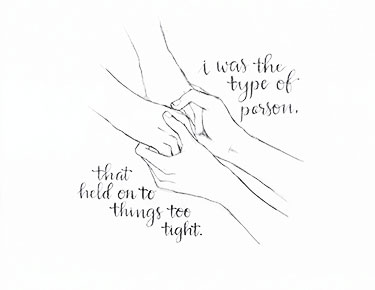 i was the
type of
person.
that
held on to
things too
tight.